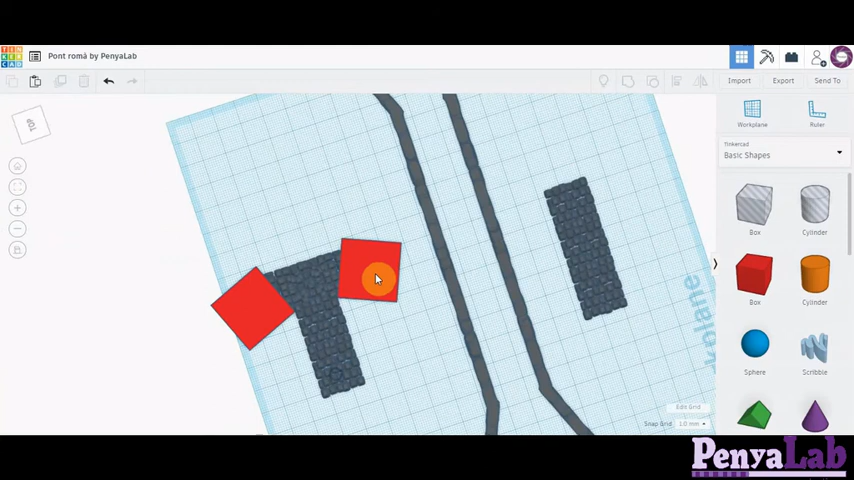 TIN
KER
CAD
Pont romà by PenyaLab
Import
Export
Send To
TOP
Workplane
Ruler
Tinkercad
Basic Shapes
Box
Cylinder
Box
Cylinder
Sphere
Scribble
rkplane
Edit Grid
Snap Grid 1.0 mm
PenyaLab